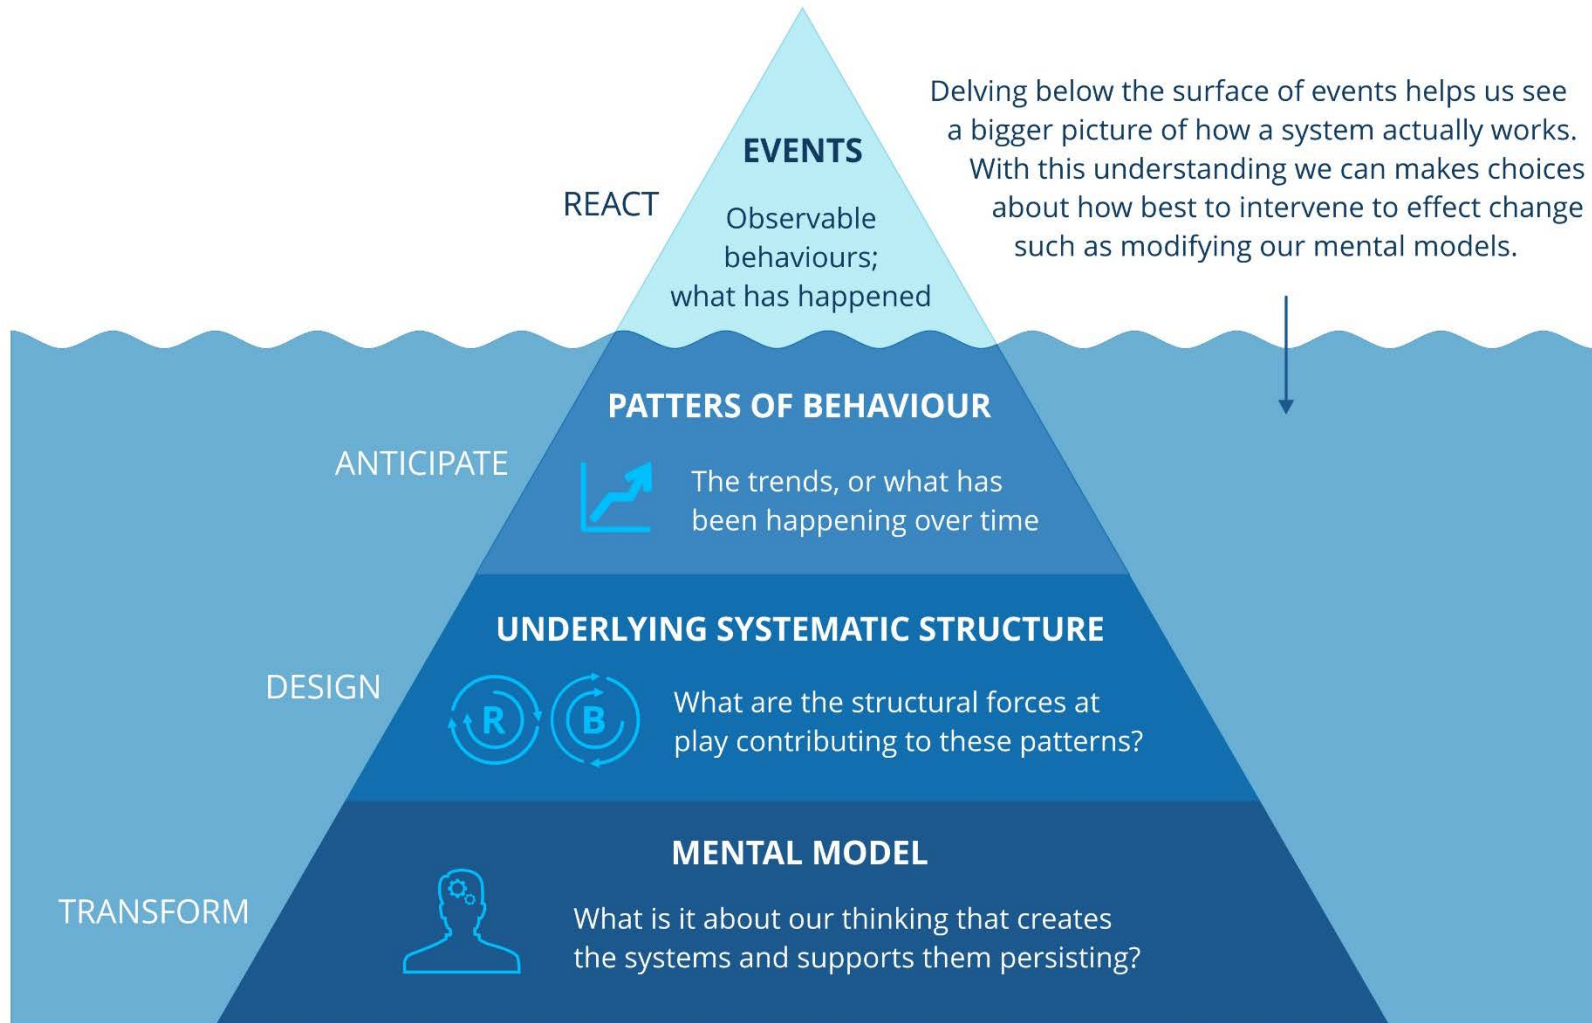 Delving below the surface of events helps us see
a bigger picture of how a system actually works.
With this understanding we can makes choices
about how best to intervene to effect change
such as modifying our mental models.
REACT
EVENTS
Observable
behaviours;
what has happened
ANTICIPATE
PATTERS OF BEHAVIOUR
The trends, or what has
been happening over time
DESIGN
UNDERLYING SYSTEMATIC STRUCTURE
R
B
What are the structural forces at
play contributing to these patterns?
TRANSFORM
MENTAL MODEL
What is it about our thinking that creates
the systems and supports them persisting?